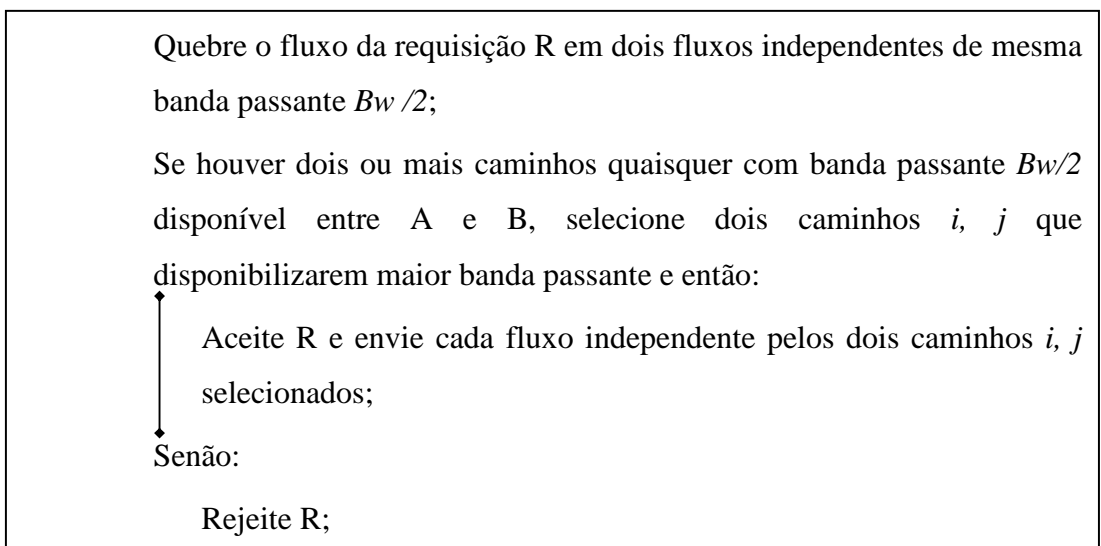 Quebre o fluxo da requisição R em dois fluxos independentes de mesma
banda passante Bw /2;
Se houver dois ou mais caminhos quaisquer com banda passante Bw/2
disponível entre A e B, selecione dois caminhos i, j que
disponibilizarem maior banda passante e então:
Aceite R e envie cada fluxo independente pelos dois caminhos i, j
selecionados;
Senão:
Rejeite R;